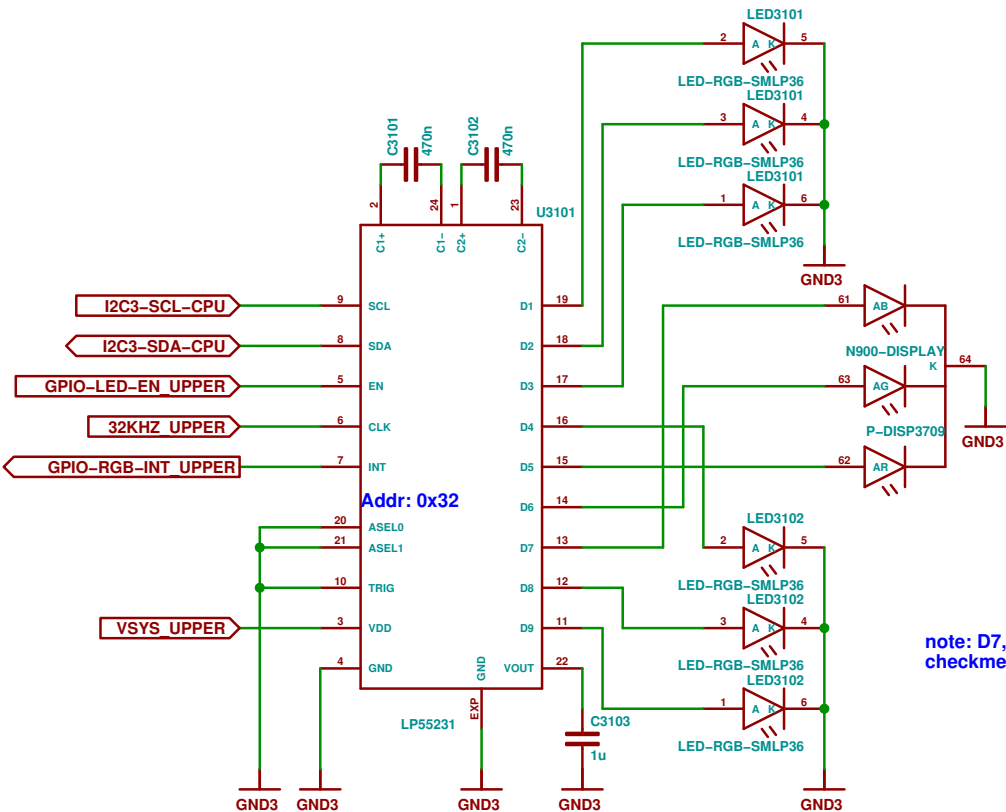 LED3101
2
A
K
5
LED-RGB-SMLP36
LED3101
3
A
K
4
LED-RGB-SMLP36
LED3101
1
A
K
6
LED-RGB-SMLP36
GND3
C3101
470n
C3102
470n
2
24
1
23
U3101
C1+
C1-
C2+
C2-
I2C3-SCL-CPU
9
SCL
D1
19
I2C3-SDA-CPU
8
SDA
D2
18
GPIO-LED-EN_UPPER
5
EN
D3
17
32KHZ_UPPER
6
CLK
D4
16
GPIO-RGB-INT_UPPER
7
INT
D5
15
Addr: 0x32
D6
14
20
ASEL0
21
ASEL1
D7
13
10
TRIG
D8
12
VSYS_UPPER
3
VDD
D9
11
4
GND
GND
VOUT
22
EXP
LP55231
C3103
1u
61
AB
N900-DISPLAY
K
64
63
AG
P-DISP3709
62
AR
GND3
LED3102
2
A
K
5
LED-RGB-SMLP36
LED3102
3
A
K
4
LED-RGB-SMLP36
LED3102
1
A
K
6
LED-RGB-SMLP36
note: D7,
checkme
GND3
GND3
GND3
GND3
GND3